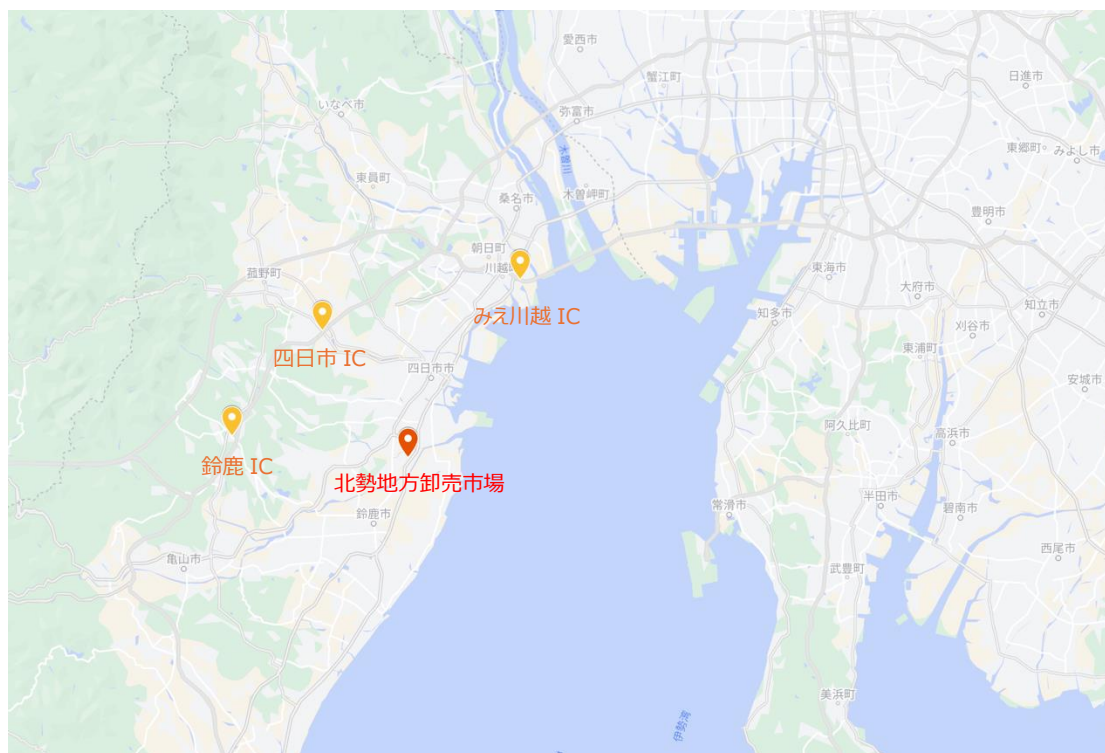 愛西市
蟹江町
日進市
いなべ市
弥富市
東郷町
みよし市
木曽川
東員町
桑名市
木曽岬町
豊明市
朝日町
菰野町
川越町
東海市
大府市
みえ川越 IC
知多市
知立市
刈谷市
四日市 IC
東浦町
四日市市
安城市
阿久比町
高浜市
鈴鹿 IC
北勢地方卸売市場
半田市
常滑市
碧南市
鈴鹿市
西尾市
亀山市
武豊町
美浜町
伊勢湾